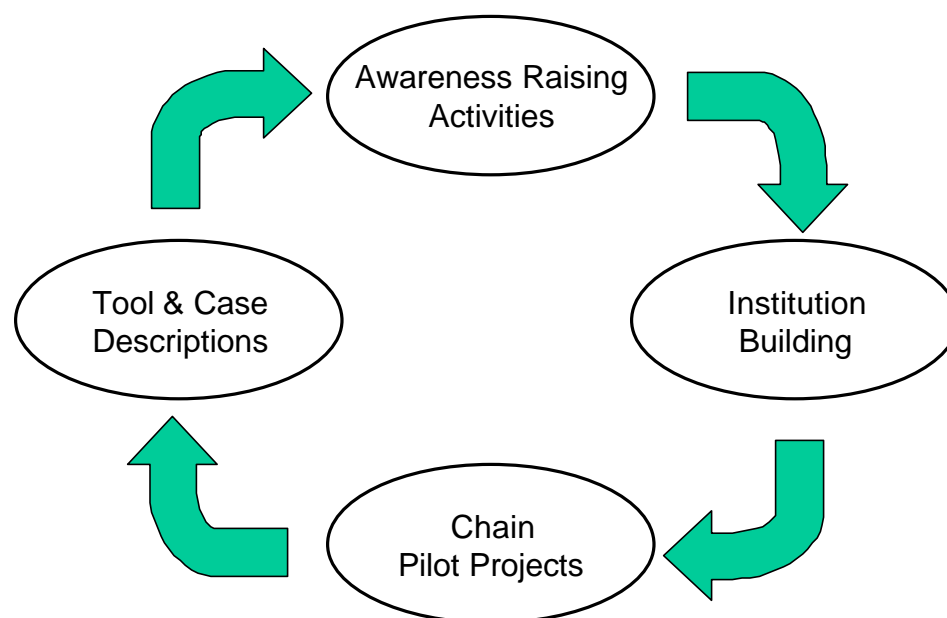 Awareness Raising
Activities
Tool & Case
Descriptions
Institution
Building
Chain
Pilot Projects